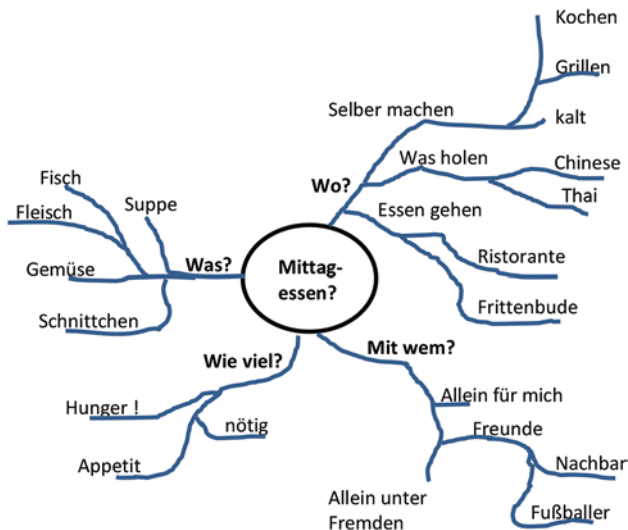 Kochen
Grillen
Selber machen
kalt
Was holen
Chinese
Wo?
Thai
Essen gehen
Ristorante
Frittenbude
Fisch
Fleisch
Suppe
Gemüse
Was?
Schnittchen
Mittag-
essen?
Wie viel?
Hunger !
nötig
Appetit
Mit wem?
Allein für mich
Freunde
Nachbarn
Fußballer
Allein unter
Fremden